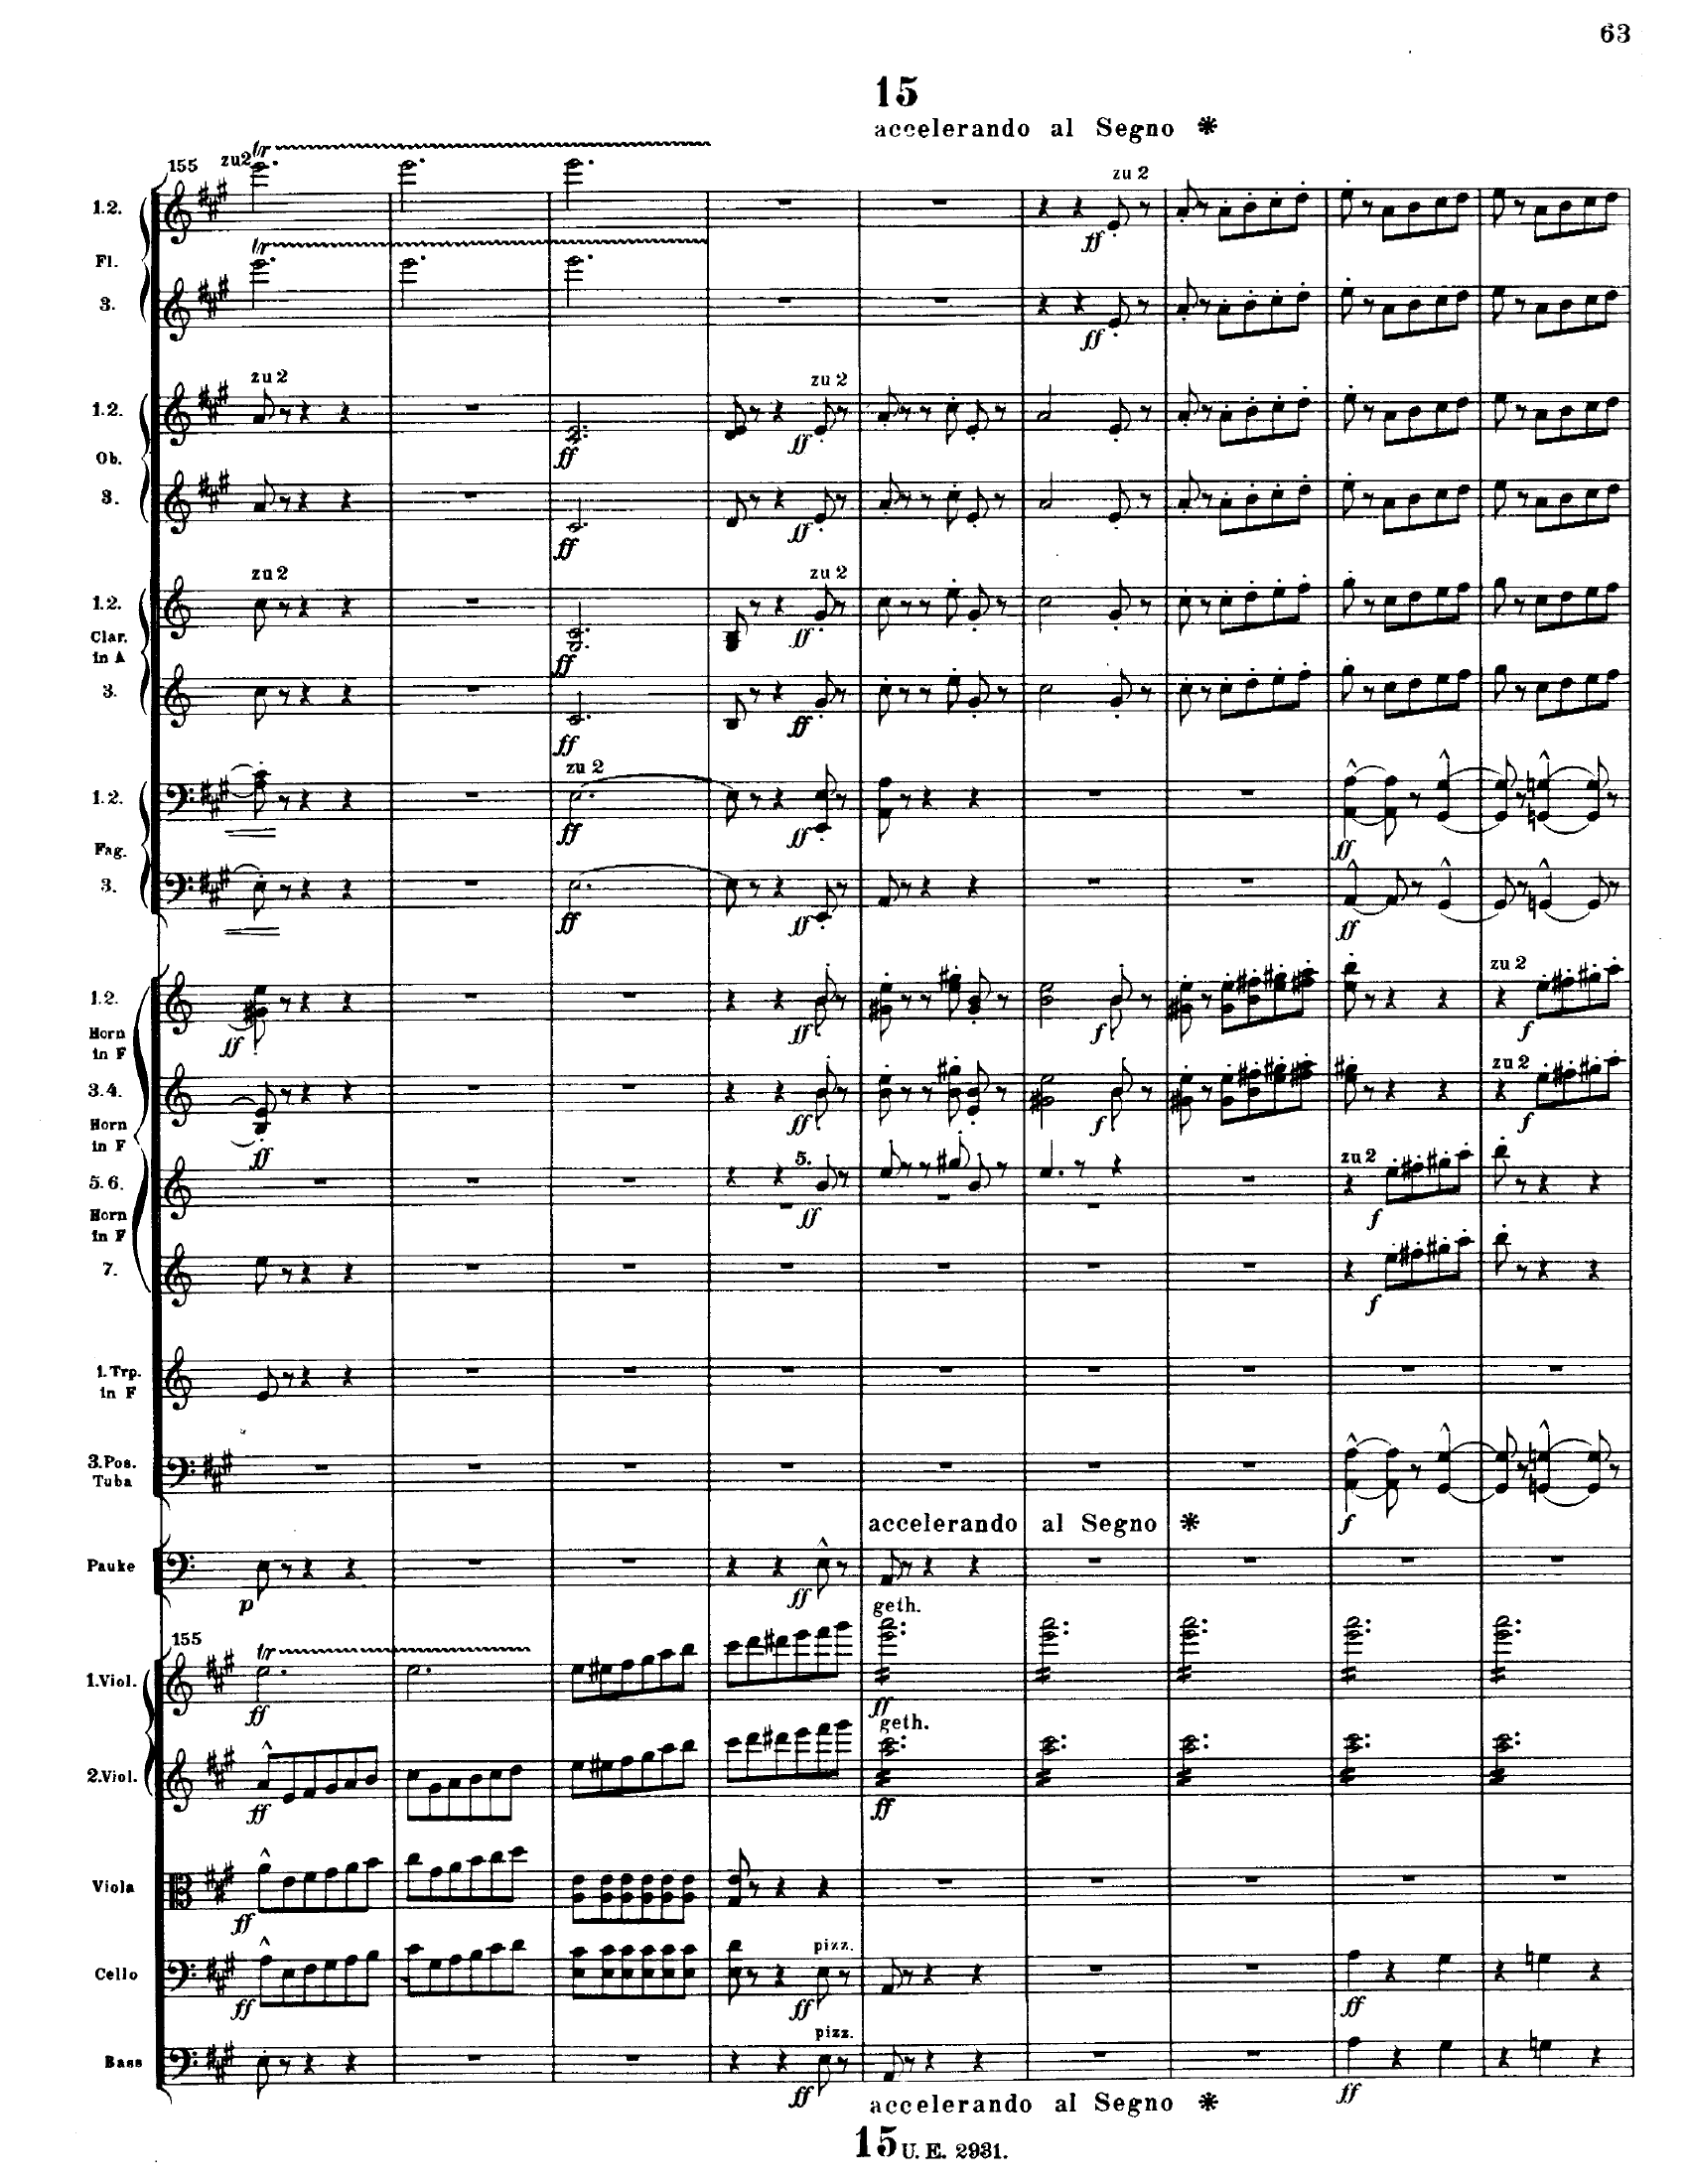 63
15
accelerando al Segno *
155 zu2 tr
zu 2
1.2.
ff
Fl.
tr
3.
ff
zu 2 zu 2
1.2.
ff ff
Ob.
3.
ff ff
zu 2 zu 2
1.2.
ff ff
Clar.
in A
3.
ff ff
zu 2
1.2.
ff ff ff
Fag.
3.
ff ff ff
zu 2
1.2.
ff ff f f
Horn
in F
zu 2
3.4.
ff ff f f
Horn
in F
5. zu 2
5.6.
ff f
Horn
in F
7.
f
1.Trp.
in F
3.Pos.
Tuba
f
accelerando al Segno *
Pauke
p ff
155 tr geth.
1.Viol.
ff ff
geth.
2.Viol.
ff ff
Viola
ff
pizz.
Cello
ff ff ff
pizz.
Bass
ff ff
accelerando al Segno *
15 U. E. 2931.